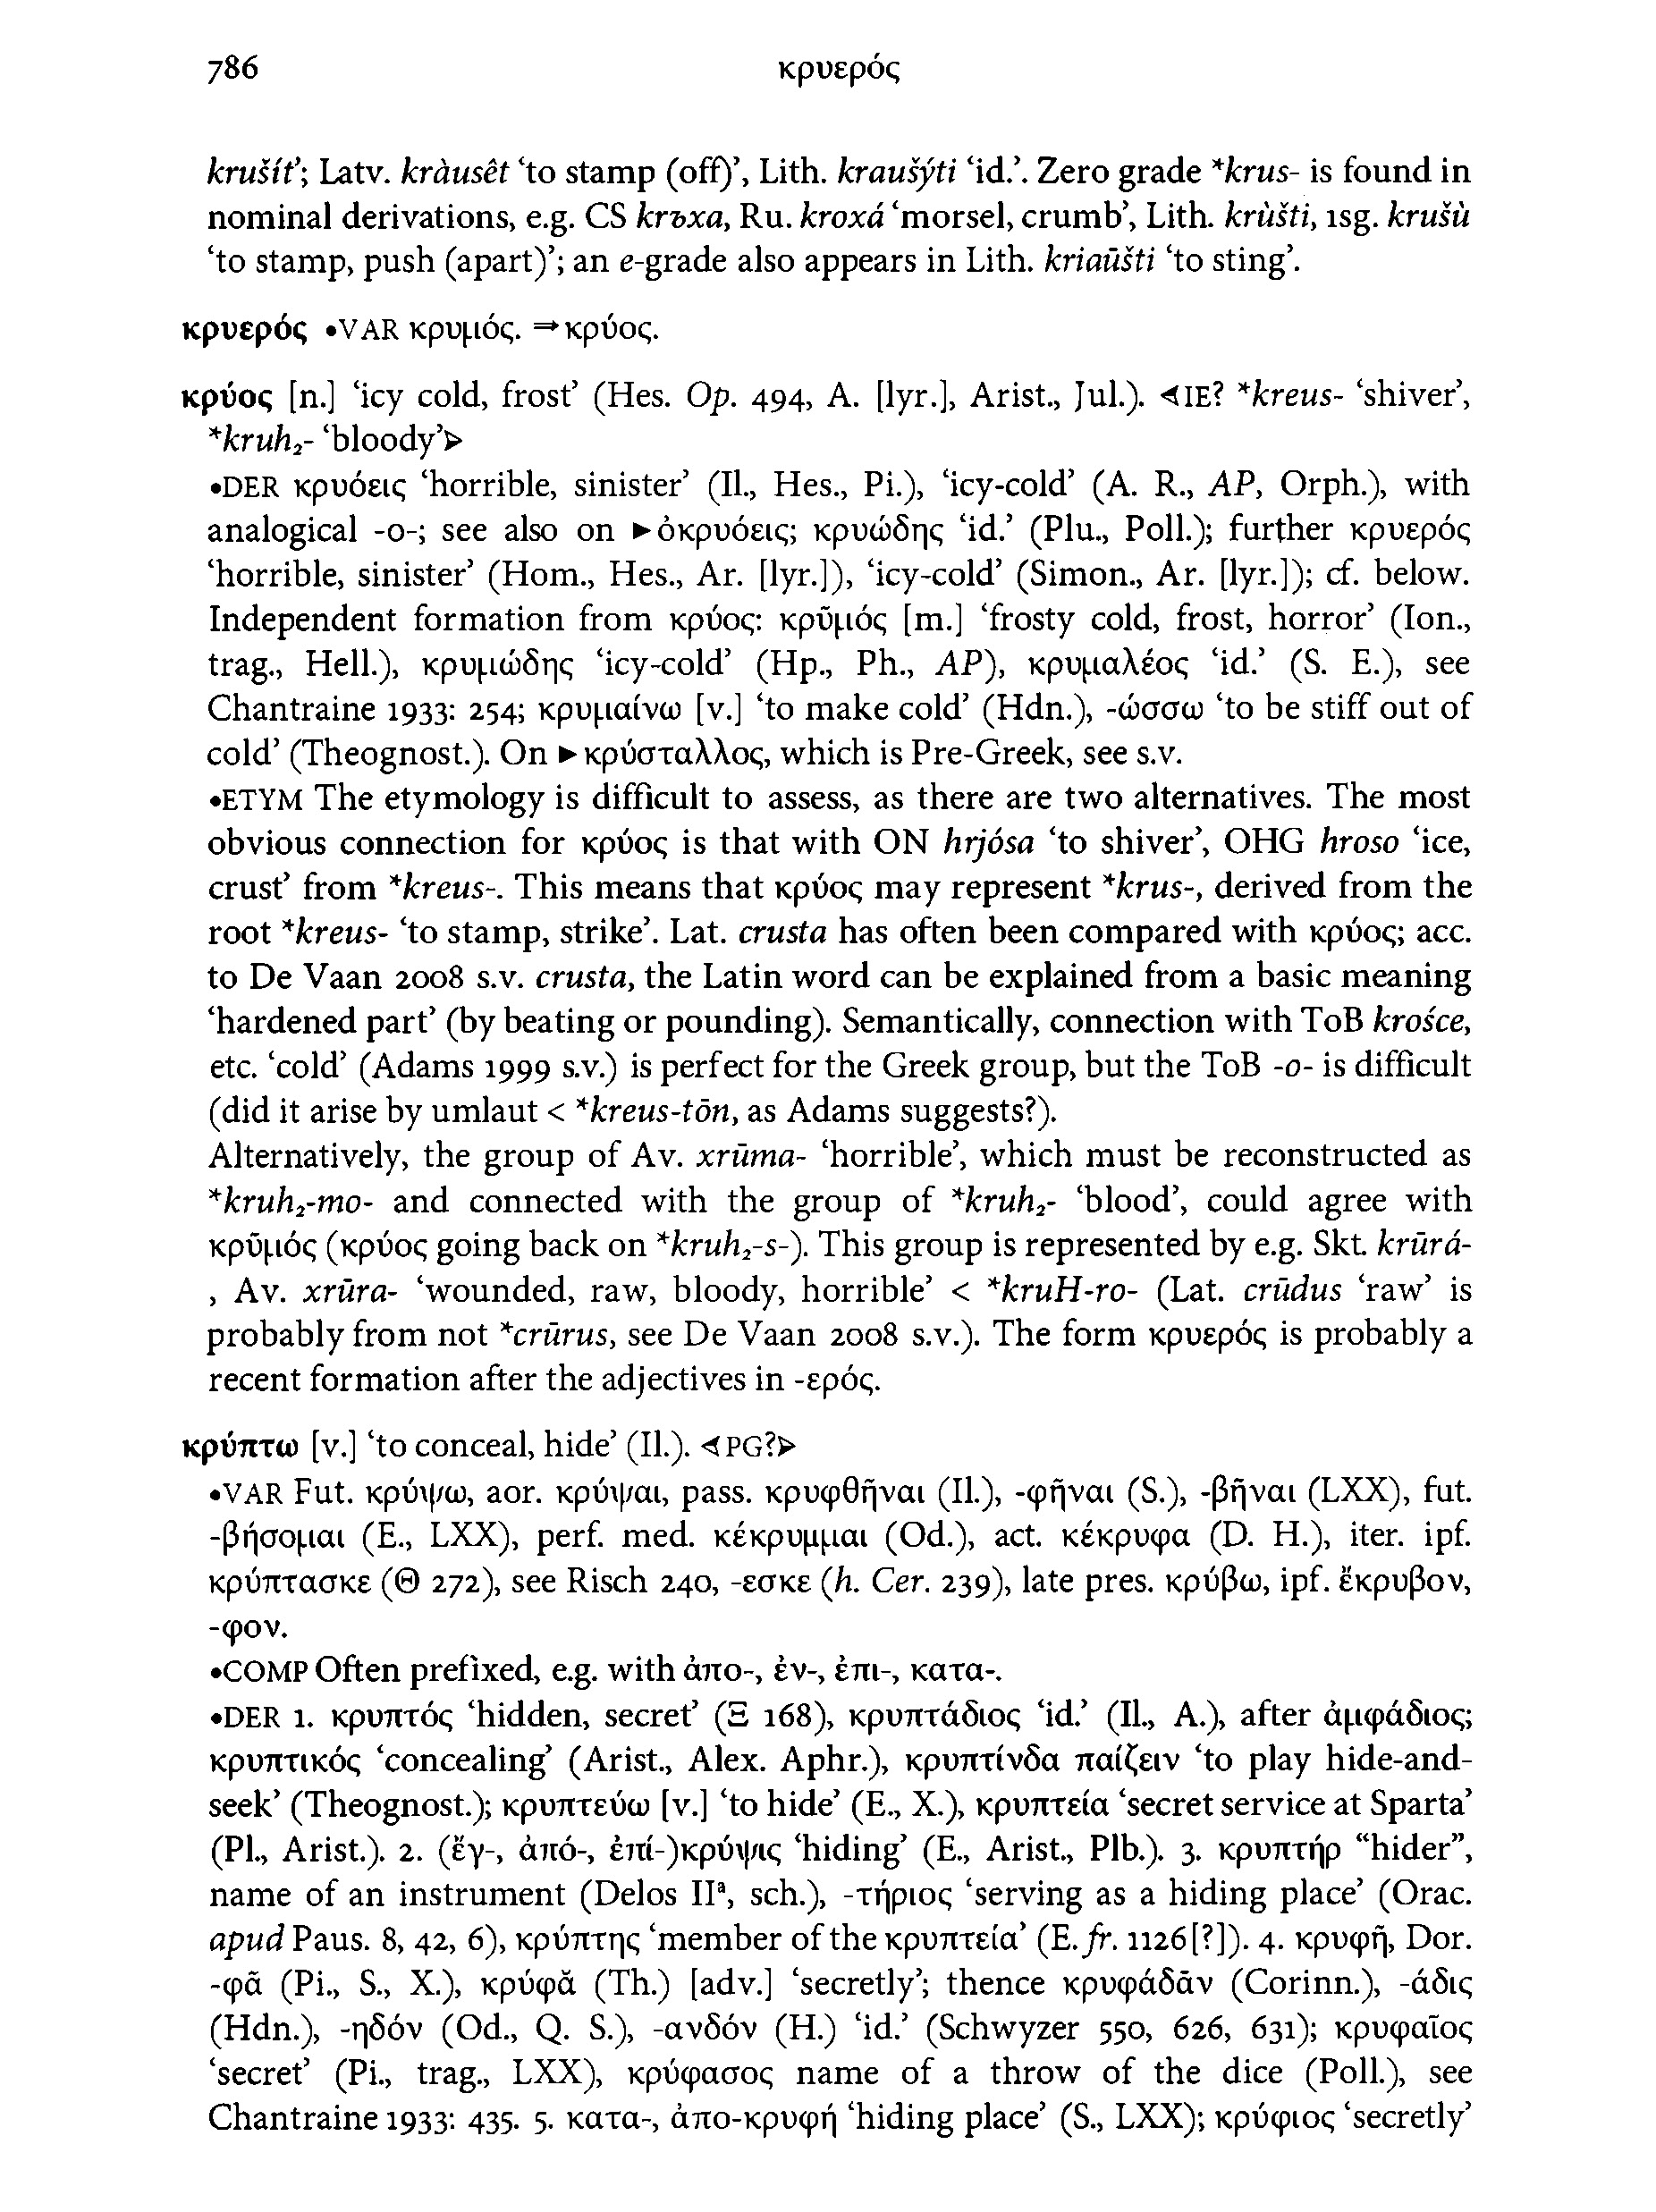 786 κρυερός
krušít'; Latv. kràusêt ‘to stamp (off)’, Lith. kraušýti ‘id.’. Zero grade *krus- is found in
nominal derivations, e.g. CS krъxa, Ru. kroxá ‘morsel, crumb’, Lith. krùšti, 1sg. krušù
‘to stamp, push (apart)’; an e-grade also appears in Lith. kriaũšti ‘to sting’.
κρυερός •VAR κρυμός. ⇒κρύος.
κρύος [n.] ‘icy cold, frost’ (Hes. Op. 494, A. [lyr.], Arist., Jul.). ⋖IE? *kreus- ‘shiver’,
*kruh₂- ‘bloody’⋗
•DER κρυόεις ‘horrible, sinister’ (Il., Hes., Pi.), ‘icy-cold’ (A. R., AP, Orph.), with
analogical -o-; see also on ►ὀκρυόεις; κρυώδης ‘id.’ (Plu., Poll.); further κρυερός
‘horrible, sinister’ (Hom., Hes., Ar. [lyr.]), ‘icy-cold’ (Simon., Ar. [lyr.]); cf. below.
Independent formation from κρύος: κρῡμός [m.] ‘frosty cold, frost, horror’ (Ion.,
trag., Hell.), κρυμώδης ‘icy-cold’ (Hp., Ph., AP), κρυμαλέος ‘id.’ (S. E.), see
Chantraine 1933: 254; κρυμαίνω [v.] ‘to make cold’ (Hdn.), -ώσσω ‘to be stiff out of
cold’ (Theognost.). On ►κρύσταλλος, which is Pre-Greek, see s.v.
•ETYM The etymology is difficult to assess, as there are two alternatives. The most
obvious connection for κρύος is that with ON hrjósa ‘to shiver’, OHG hroso ‘ice,
crust’ from *kreus-. This means that κρύος may represent *krus-, derived from the
root *kreus- ‘to stamp, strike’. Lat. crusta has often been compared with κρύος; acc.
to De Vaan 2008 s.v. crusta, the Latin word can be explained from a basic meaning
‘hardened part’ (by beating or pounding). Semantically, connection with ToB krośce,
etc. ‘cold’ (Adams 1999 s.v.) is perfect for the Greek group, but the ToB -o- is difficult
(did it arise by umlaut < *kreus-tōn, as Adams suggests?).
Alternatively, the group of Av. xrūma- ‘horrible’, which must be reconstructed as
*kruh₂-mo- and connected with the group of *kruh₂- ‘blood’, could agree with
κρῡμός (κρύος going back on *kruh₂-s-). This group is represented by e.g. Skt. krūrá-
, Av. xrūra- ‘wounded, raw, bloody, horrible’ < *kruH-ro- (Lat. crūdus ‘raw’ is
probably from not *crūrus, see De Vaan 2008 s.v.). The form κρυερός is probably a
recent formation after the adjectives in -ερός.
κρύπτω [v.] ‘to conceal, hide’ (Il.). ⋖PG?⋗
•VAR Fut. κρύψω, aor. κρύψαι, pass. κρυφθῆναι (Il.), -φῆναι (S.), -βῆναι (LXX), fut.
-βήσομαι (E., LXX), perf. med. κέκρυμμαι (Od.), act. κέκρυφα (D. H.), iter. ipf.
κρύπτασκε (Θ 272), see Risch 240, -εσκε (h. Cer. 239), late pres. κρύβω, ipf. ἔκρυβον,
-φον.
•COMP Often prefixed, e.g. with ἀπο-, ἐν-, ἐπι-, κατα-.
•DER 1. κρυπτός ‘hidden, secret’ (Ξ 168), κρυπτάδιος ‘id.’ (Il., A.), after ἀμφάδιος;
κρυπτικός ‘concealing’ (Arist., Alex. Aphr.), κρυπτίνδα παίζειν ‘to play hide-and-
seek’ (Theognost.); κρυπτεύω [v.] ‘to hide’ (E., X.), κρυπτεία ‘secret service at Sparta’
(Pl., Arist.). 2. (ἔγ-, ἀπό-, ἐπί-)κρύψις ‘hiding’ (E., Arist., Plb.). 3. κρυπτήρ “hider”,
name of an instrument (Delos IIª, sch.), -τήριος ‘serving as a hiding place’ (Orac.
apud Paus. 8, 42, 6), κρύπτης ‘member of the κρυπτεία’ (E. fr. 1126[?]). 4. κρυφῆ, Dor.
-φᾶ (Pi., S., X.), κρύφᾰ (Th.) [adv.] ‘secretly’; thence κρυφάδᾱν (Corinn.), -άδις
(Hdn.), -ηδόν (Od., Q. S.), -ανδόν (H.) ‘id.’ (Schwyzer 550, 626, 631); κρυφαῖος
‘secret’ (Pi., trag., LXX), κρύφασος name of a throw of the dice (Poll.), see
Chantraine 1933: 435. 5. κατα-, ἀπο-κρυφή ‘hiding place’ (S., LXX); κρύφιος ‘secretly’